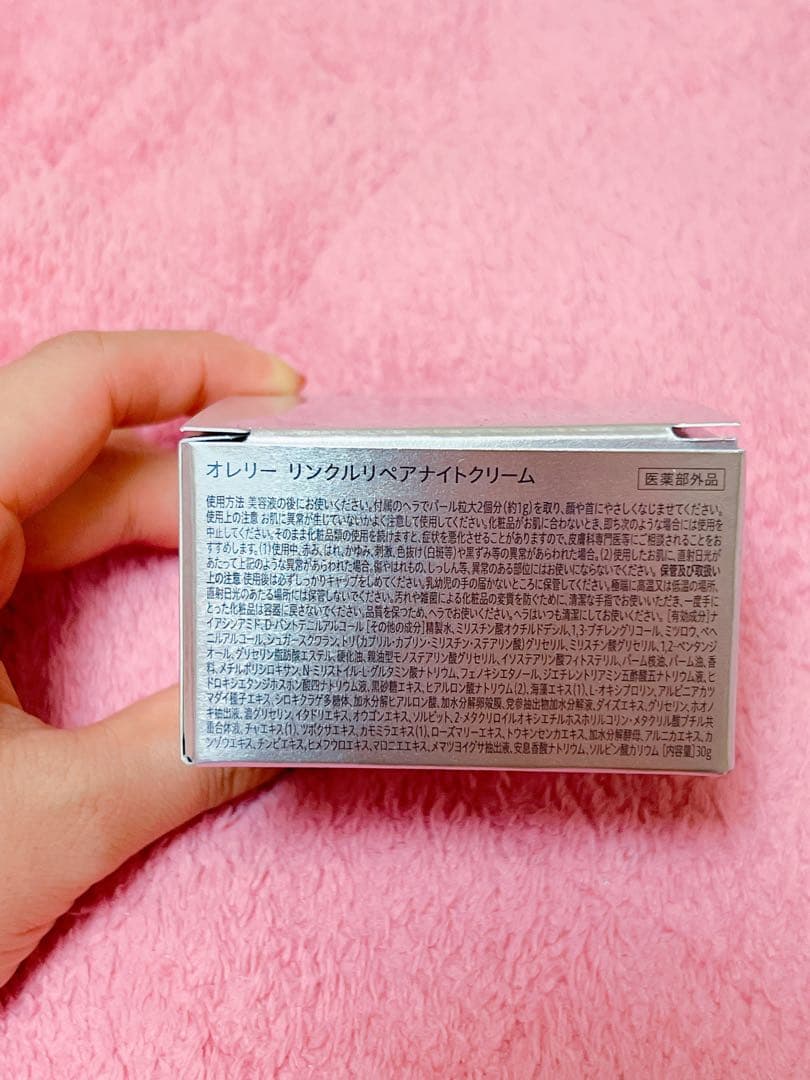 オレリー リンクルリペアナイトクリーム
医薬部外品
使用方法 美容液の後にお使いください。付属のヘラでパール粒大2個分(約1g)を取り、顔や首にやさしくなじませてください。
使用上の注意 お肌に異常が生じていないかよく注意して使用してください。化粧品がお肌に合わないとき、即ち次のような場合には使用を
中止してください。そのまま化粧品類の使用を続けますと、症状を悪化させることがありますので、皮膚科専門医等にご相談されることをお
すすめします。(1)使用中、赤み、はれ、かゆみ、刺激、色抜け(白斑等)や黒ずみ等の異常があらわれた場合。(2)使用したお肌に、直射日光が
あたって上記のような異常があらわれた場合。傷やはれもの、しっしん等、異常のある部位にはお使いにならないでください。 保管及び取扱い
上の注意 使用後は必ずしっかりキャップをしめてください。乳幼児の手の届かないところに保管してください。極端に高温又は低温の場所、
直射日光のあたる場所には保管しないでください。汚れや雑菌による化粧品の変質を防ぐために、清潔な手指でお使いいただき、一度手に
とった化粧品は容器に戻さないでください。品質を保つため、ヘラでお使いください。ヘラはいつも清潔にしてお使いください。[有効成分]ナ
イアシンアミド、D-パントテニルアルコール [その他の成分]精製水、ミリスチン酸オクチルドデシル、1,3-ブチレングリコール、ミツロウ、ベヘ
ニルアルコール、シュガースクワラン、トリ(カプリル・カプリン・ミリスチン・ステアリン酸)グリセリル、ミリスチン酸グリセリル、1,2-ペンタンジ
オール、グリセリン脂肪酸エステル、硬化油、親油型モノステアリン酸グリセリル、イソステアリン酸フィトステリル、パーム核油、パーム油、香
料、メチルポリシロキサン、N-ミリストイル-L-グルタミン酸ナトリウム、フェノキシエタノール、ジエチレントリアミン五酢酸五ナトリウム液、ヒ
ドロキシエタンジホスホン酸四ナトリウム液、黒砂糖エキス、ヒアルロン酸ナトリウム(2)、海藻エキス(1)、L-オキシプロリン、アルピニアカツ
マダイ種子エキス、シロキクラゲ多糖体、加水分解ヒアルロン酸、加水分解卵殻膜、党参抽出物加水分解液、ダイズエキス、グリセリン、ホオノ
キ抽出液、濃グリセリン、イタドリエキス、オウゴンエキス、ソルビット、2-メタクリロイルオキシエチルホスホリルコリン・メタクリル酸ブチル共
重合体液、チャエキス(1)、ツボクサエキス、カモミラエキス(1)、ローズマリーエキス、トウキンセンカエキス、加水分解酵母、アルニカエキス、カ
ンゾウエキス、チンピエキス、ヒメフウロエキス、マロニエエキス、メマツヨイグサ抽出液、安息香酸ナトリウム、ソルビン酸カリウム [内容量]30g